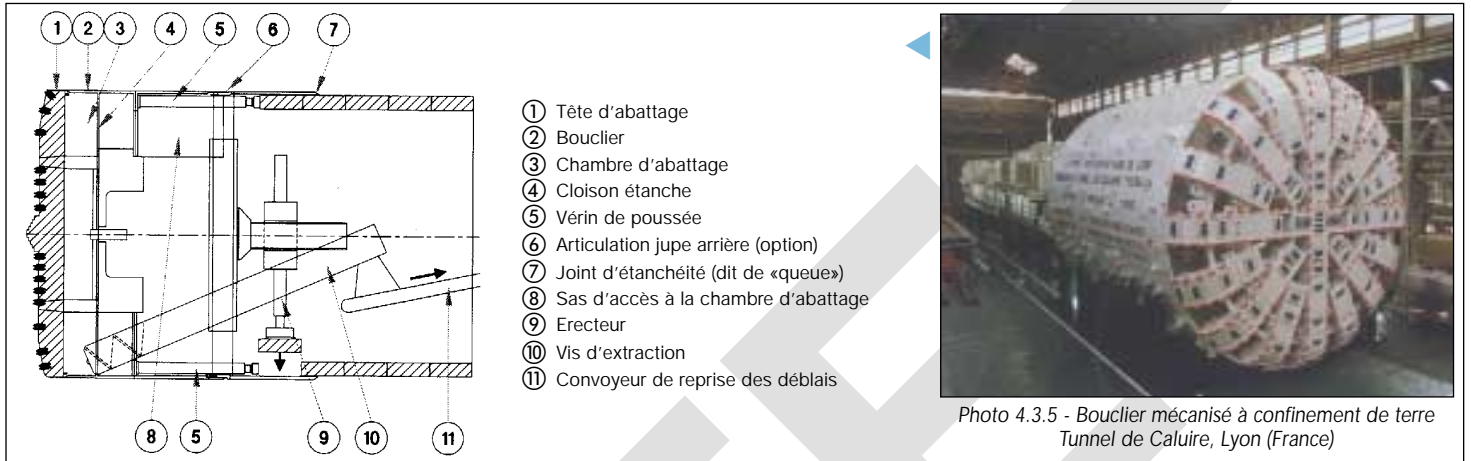 1 2 3 4 5 6 7
8 5 9 10 11
① Tête d'abattage
② Bouclier
③ Chambre d'abattage
④ Cloison étanche
⑤ Vérin de poussée
⑥ Articulation jupe arrière (option)
⑦ Joint d'étanchéité (dit de «queue»)
⑧ Sas d'accès à la chambre d'abattage
⑨ Erecteur
⑩ Vis d'extraction
⑪ Convoyeur de reprise des déblais
Photo 4.3.5 - Bouclier mécanisé à confinement de terre
Tunnel de Caluire, Lyon (France)